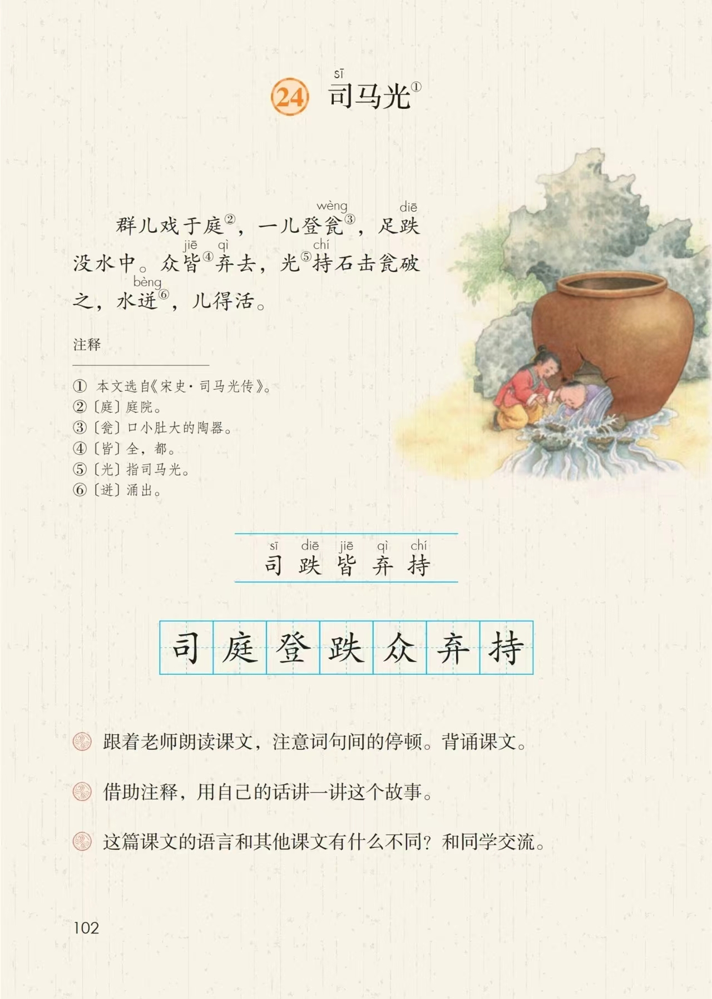 sī
24 司马光①
wèng diē
群儿戏于庭②，一儿登瓮③，足跌
jiē qì chí
没水中。众皆④弃去，光⑤持石击瓮破
bèng
之，水迸⑥，儿得活。
注释
① 本文选自《宋史·司马光传》。
②〔庭〕庭院。
③〔瓮〕口小肚大的陶器。
④〔皆〕全，都。
⑤〔光〕指司马光。
⑥〔迸〕涌出。
sī diē jiē qì chí
司 跌 皆 弃 持
司 庭 登 跌 众 弃 持
跟着老师朗读课文，注意词句间的停顿。背诵课文。
借助注释，用自己的话讲一讲这个故事。
这篇课文的语言和其他课文有什么不同？和同学交流。
102